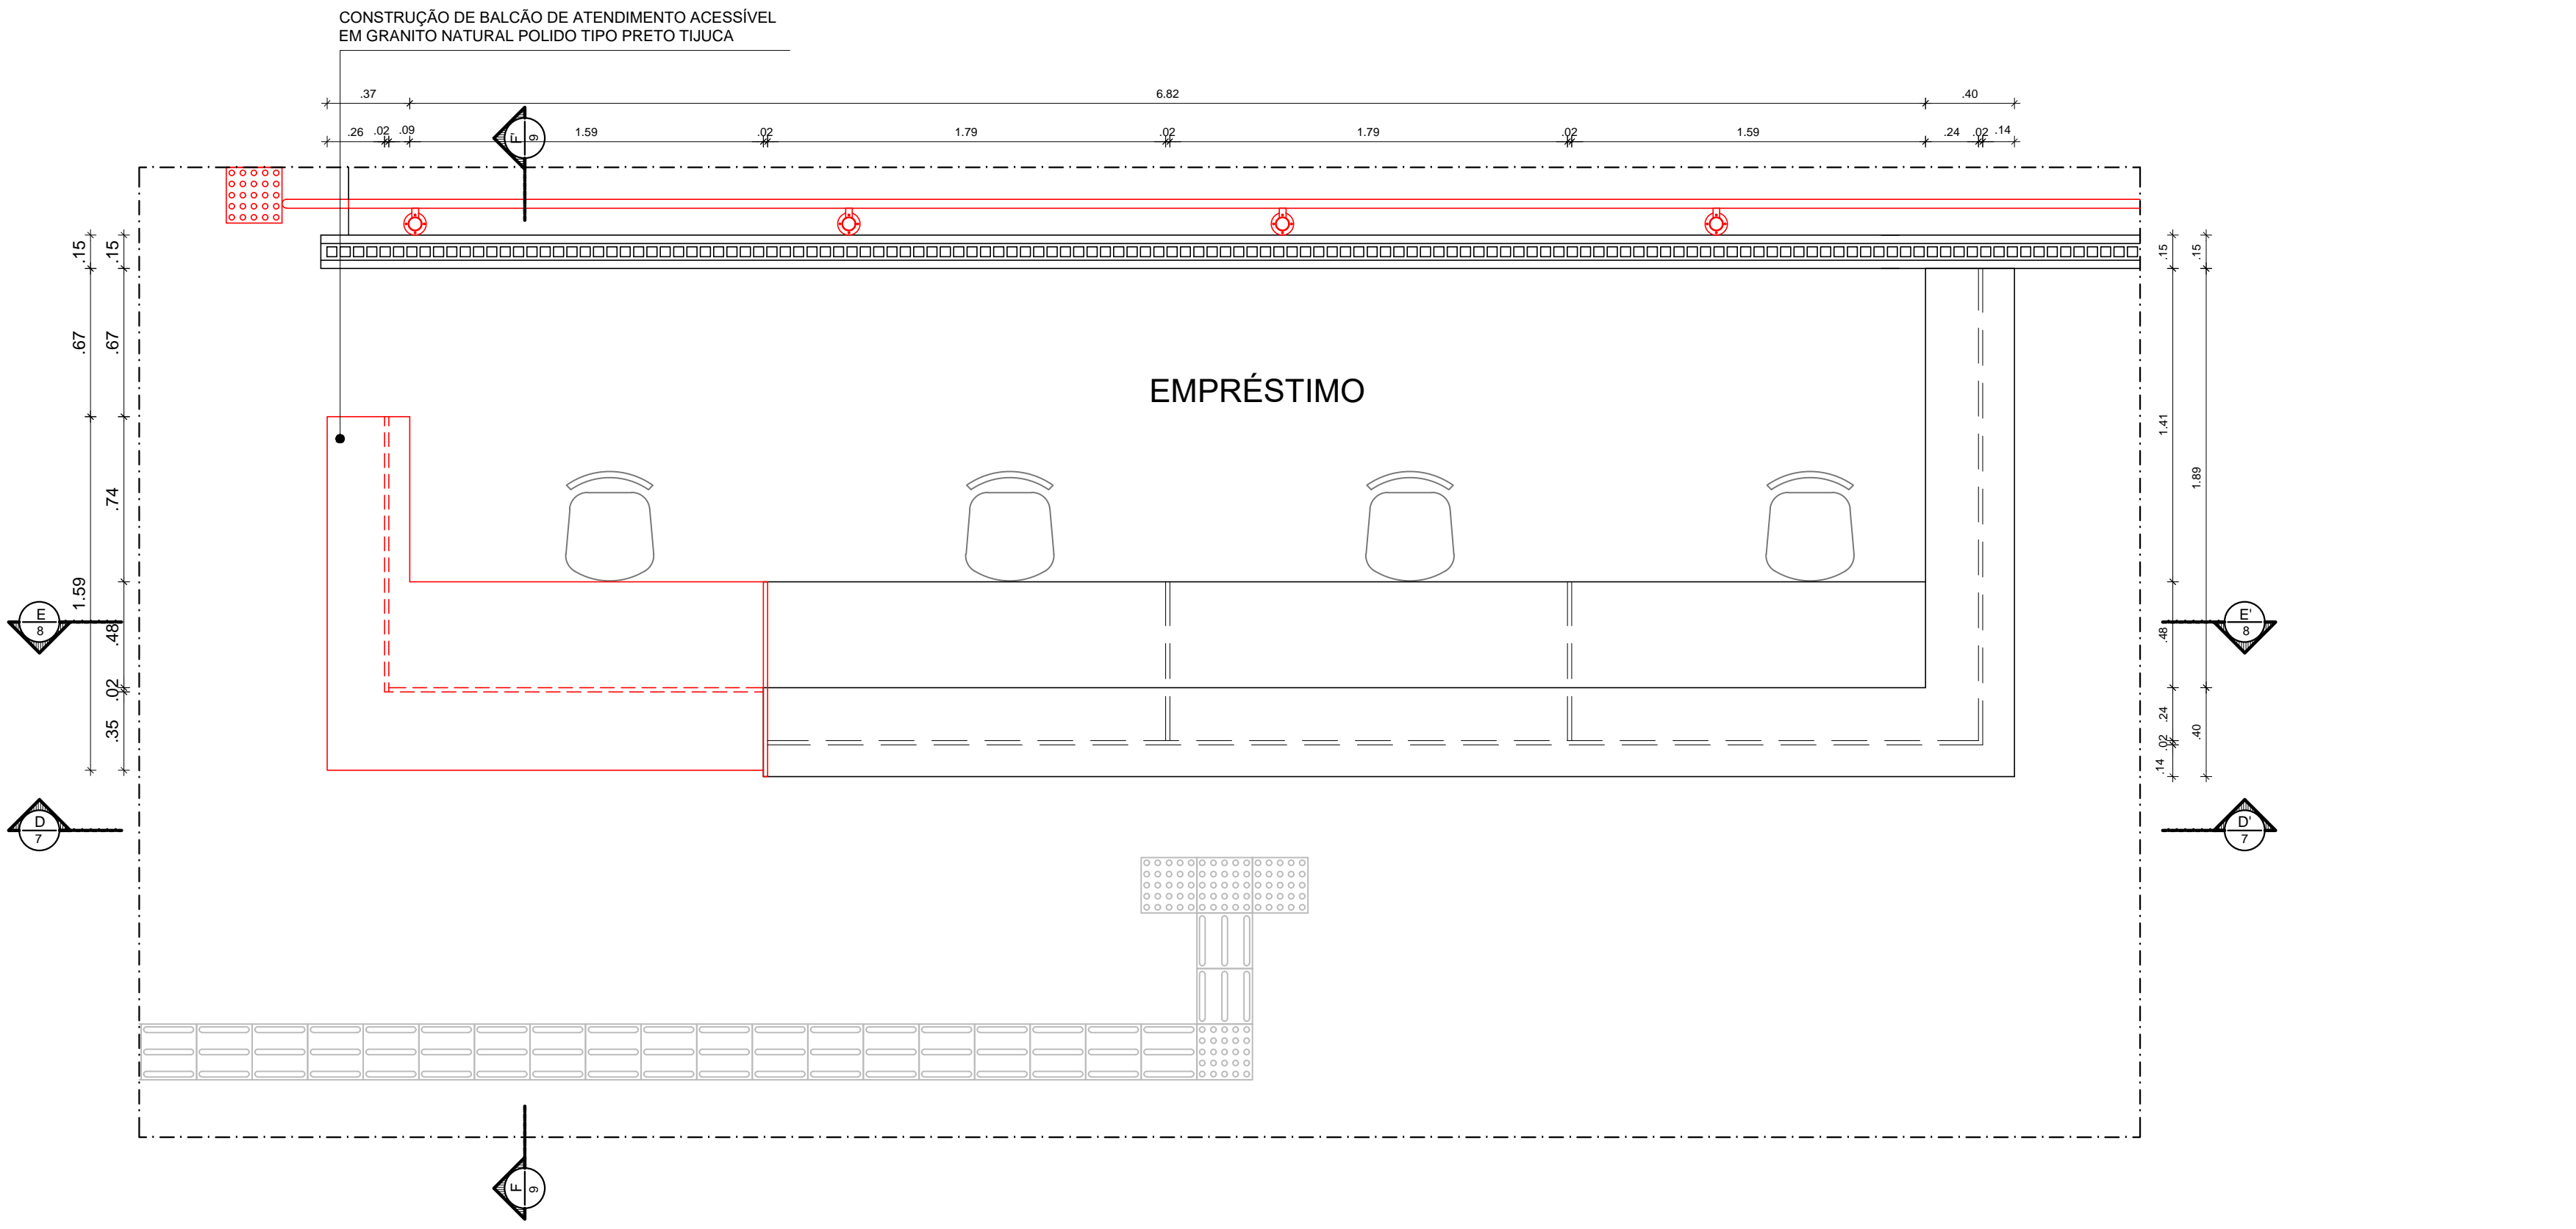 CONSTRUÇÃO DE BALCÃO DE ATENDIMENTO ACESSÍVEL
EM GRANITO NATURAL POLIDO TIPO PRETO TIJUCA
.37 6.82 .40
.26 .02 .09 1.59 .02 1.79 .02 1.79 .02 1.59 .24 .02 .14
F'
9
.15 .15
.15 .15
.67 .67
EMPRÉSTIMO
1.41
1.89
.74
1.59
E
8
.48
.48
E'
8
.02
.35
.24
.02
.14
.40
D
7
D'
7
F
9